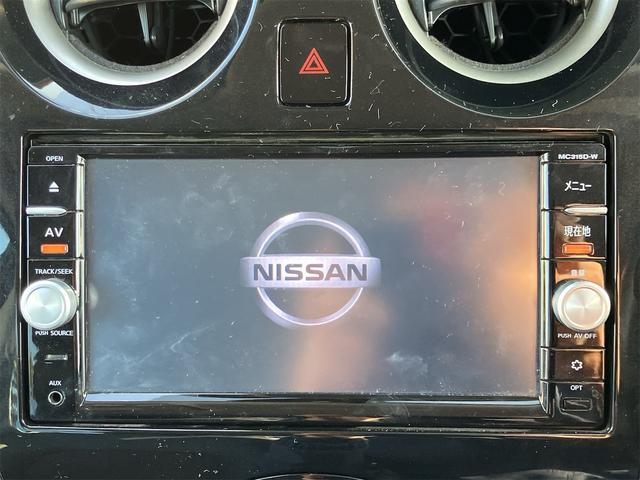 OPEN
MC315D-W
メニュー
AV
現在地
TRACK/SEEK
NISSAN
PUSH SOURCE
PUSH AV OFF
AUX
OPT